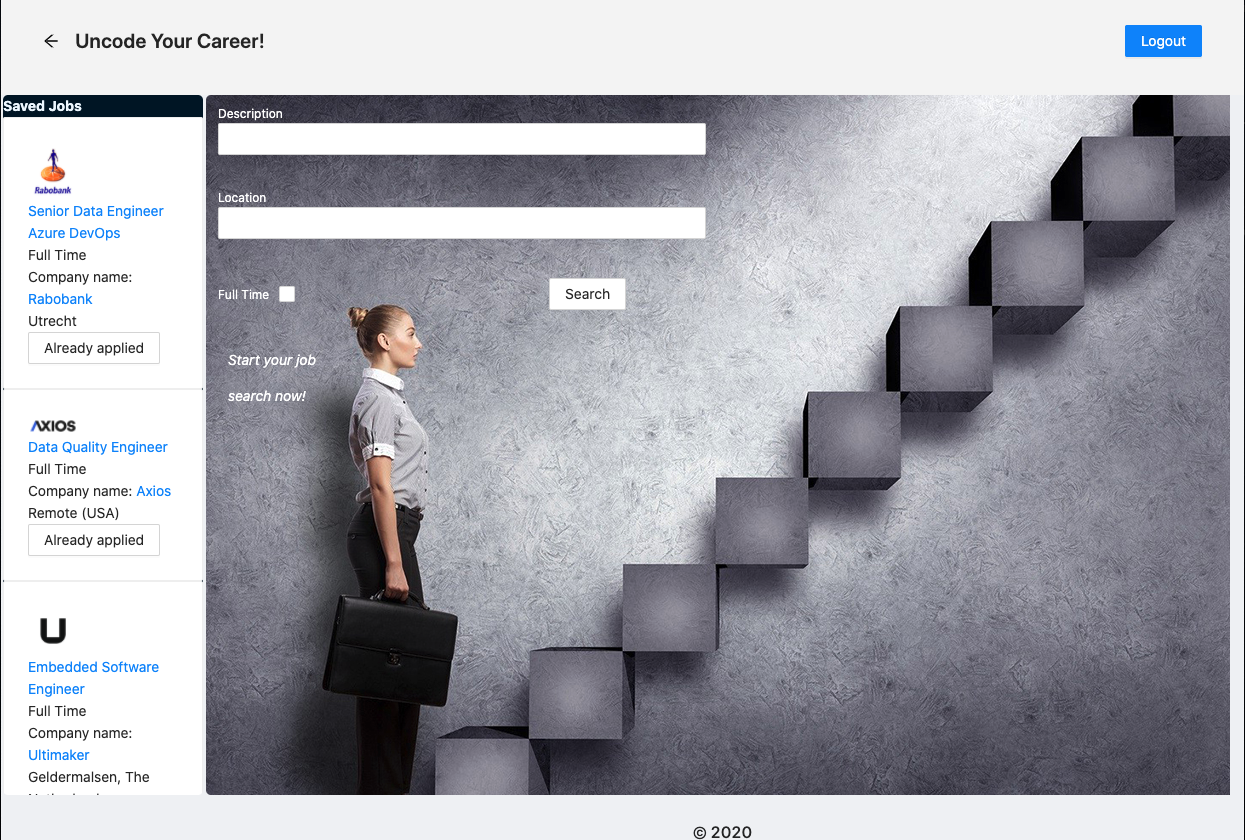 Uncode Your Career!
Logout
Saved Jobs
Rabobank
Senior Data Engineer
Azure DevOps
Full Time
Company name:
Rabobank
Utrecht
Already applied
AXIOS
Data Quality Engineer
Full Time
Company name: Axios
Remote (USA)
Already applied
U
Embedded Software
Engineer
Full Time
Company name:
Ultimaker
Geldermalsen, The
Description
Location
Full Time
Search
Start your job
search now!
© 2020